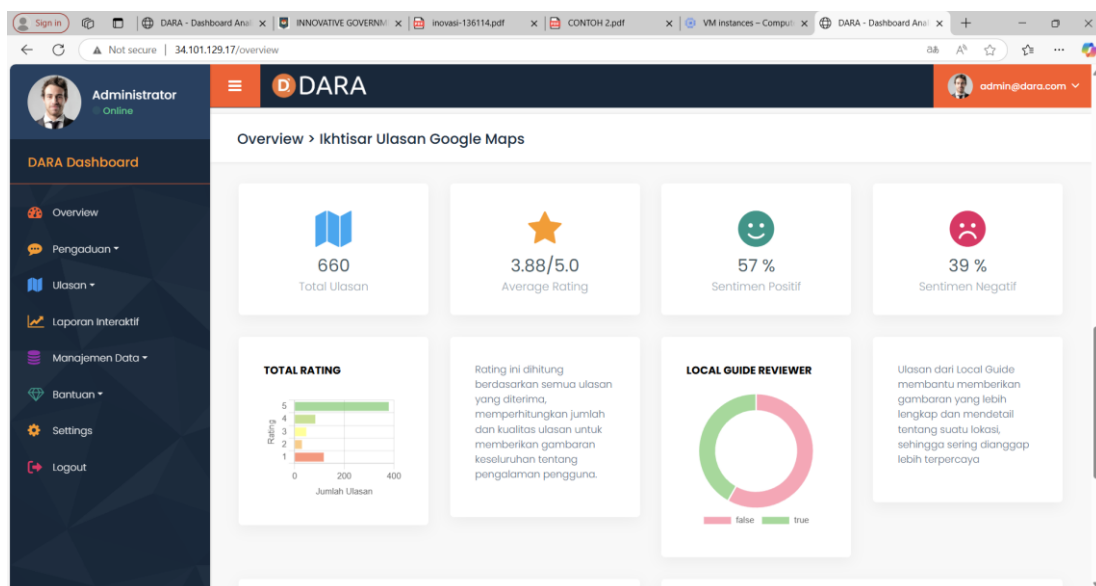 Sign in
DARA - Dashboard Anal
INNOVATIVE GOVERNM
inovasi-136114.pdf
CONTOH 2.pdf
VM instances – Comput
DARA - Dashboard Anal
Not secure | 34.101.129.17/overview
Administrator
Online
DARA
admin@dara.com
Overview > Ikhtisar Ulasan Google Maps
DARA Dashboard
Overview
Pengaduan
Ulasan
Laporan Interaktif
Manajemen Data
Bantuan
Settings
Logout
660
Total Ulasan
3.88/5.0
Average Rating
57 %
Sentimen Positif
39 %
Sentimen Negatif
TOTAL RATING
Rating
5
4
3
2
1
0
200
400
Jumlah Ulasan
Rating ini dihitung
berdasarkan semua ulasan
yang diterima,
memperhitungkan jumlah
dan kualitas ulasan untuk
memberikan gambaran
keseluruhan tentang
pengalaman pengguna.
LOCAL GUIDE REVIEWER
false
true
Ulasan dari Local Guide
membantu memberikan
gambaran yang lebih
lengkap dan mendetail
tentang suatu lokasi,
sehingga sering dianggap
lebih terpercaya